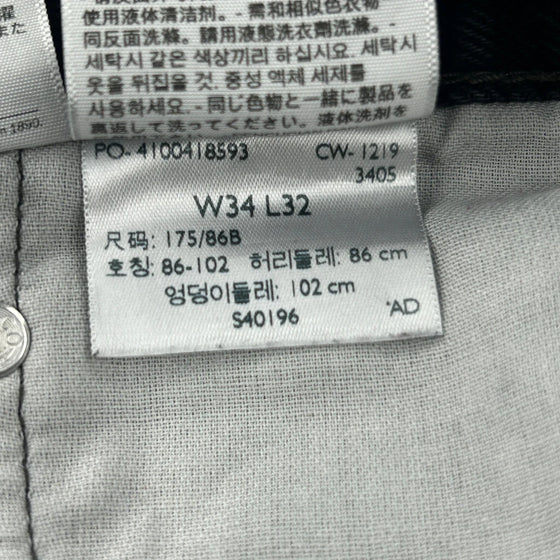 また
1890.
使用液体清洁剂。- 需和相似色衣物
同反面洗滌。請用液態洗衣劑洗滌。-
세탁시 같은 색상끼리 하십시오. 세탁시
옷을 뒤집을 것. 중성 액체 세제를
사용하세요. - 同じ色物と一緒に製品を
裏返して洗ってください。液体洗剤を
PO- 4100418593 CW- 1219
3405
W34 L32
尺码: 175/86B
호칭: 86-102 허리둘레: 86 cm
엉덩이둘레: 102 cm
S40196 AD
CO